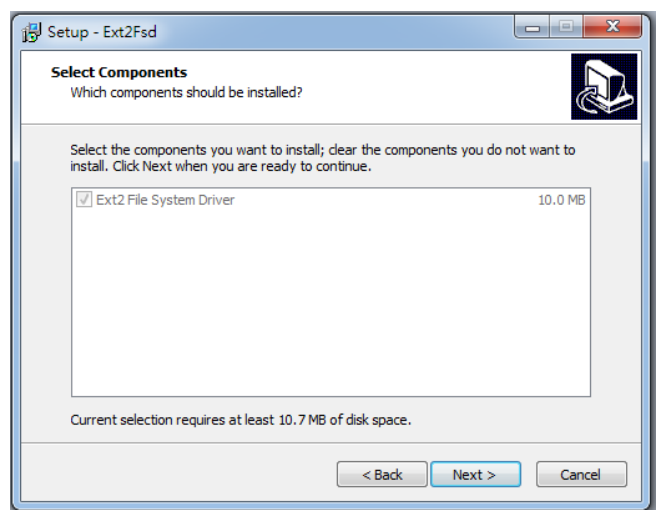 Setup - Ext2Fsd
Select Components
Which components should be installed?
Select the components you want to install; clear the components you do not want to
install. Click Next when you are ready to continue.
Ext2 File System Driver 10.0 MB
Current selection requires at least 10.7 MB of disk space.
< Back Next > Cancel